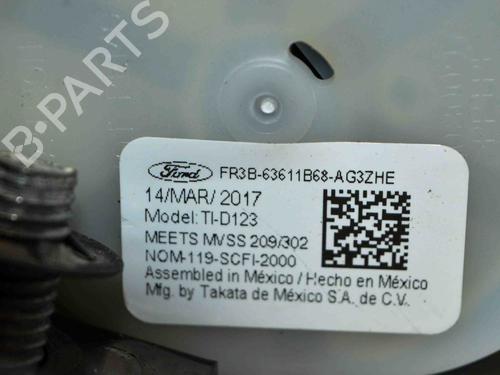 B-PARTS
Ford FR3B-63611B68-AG3ZHE
14/MAR/2017
Model: TI-D123
MEETS MVSS 209/302
NOM-119-SCFI-2000
Assembled in México / Hecho en México
Mfg. by Takata de México S.A. de C.V.